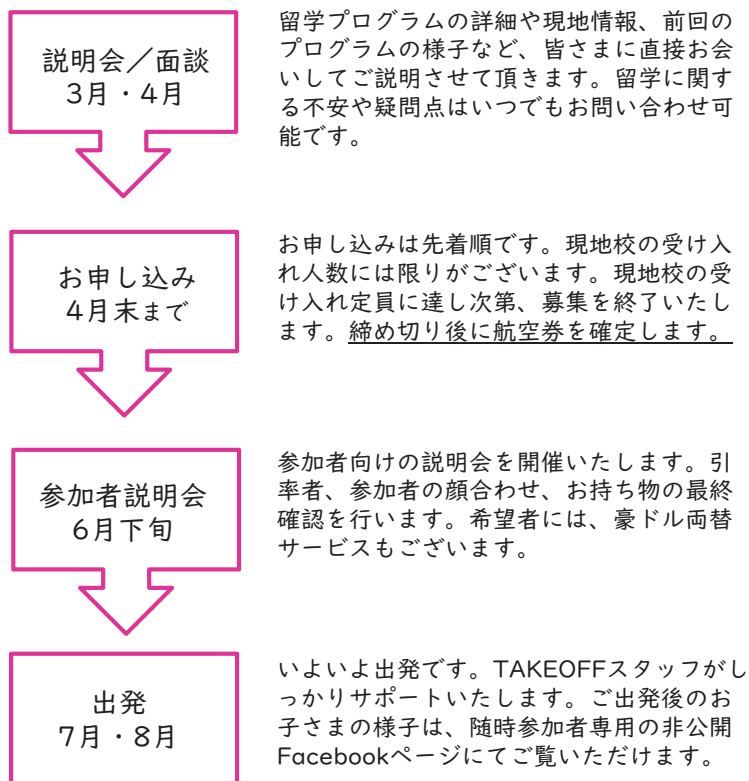 説明会／面談
3月・4月
留学プログラムの詳細や現地情報、前回の
プログラムの様子など、皆さまに直接お会
いしてご説明させて頂きます。留学に関す
る不安や疑問点はいつでもお問い合わせ可
能です。
お申し込み
4月末まで
お申し込みは先着順です。現地校の受け入
れ人数には限りがございます。現地校の受
け入れ定員に達し次第、募集を終了いたし
ます。締め切り後に航空券を確定します。
参加者説明会
6月下旬
参加者向けの説明会を開催いたします。引
率者、参加者の顔合わせ、お持ち物の最終
確認を行います。希望者には、豪ドル両替
サービスもございます。
出発
7月・8月
いよいよ出発です。TAKEOFFスタッフがし
っかりサポートいたします。ご出発後のお
子さまの様子は、随時参加者専用の非公開
Facebookページにてご覧いただけます。